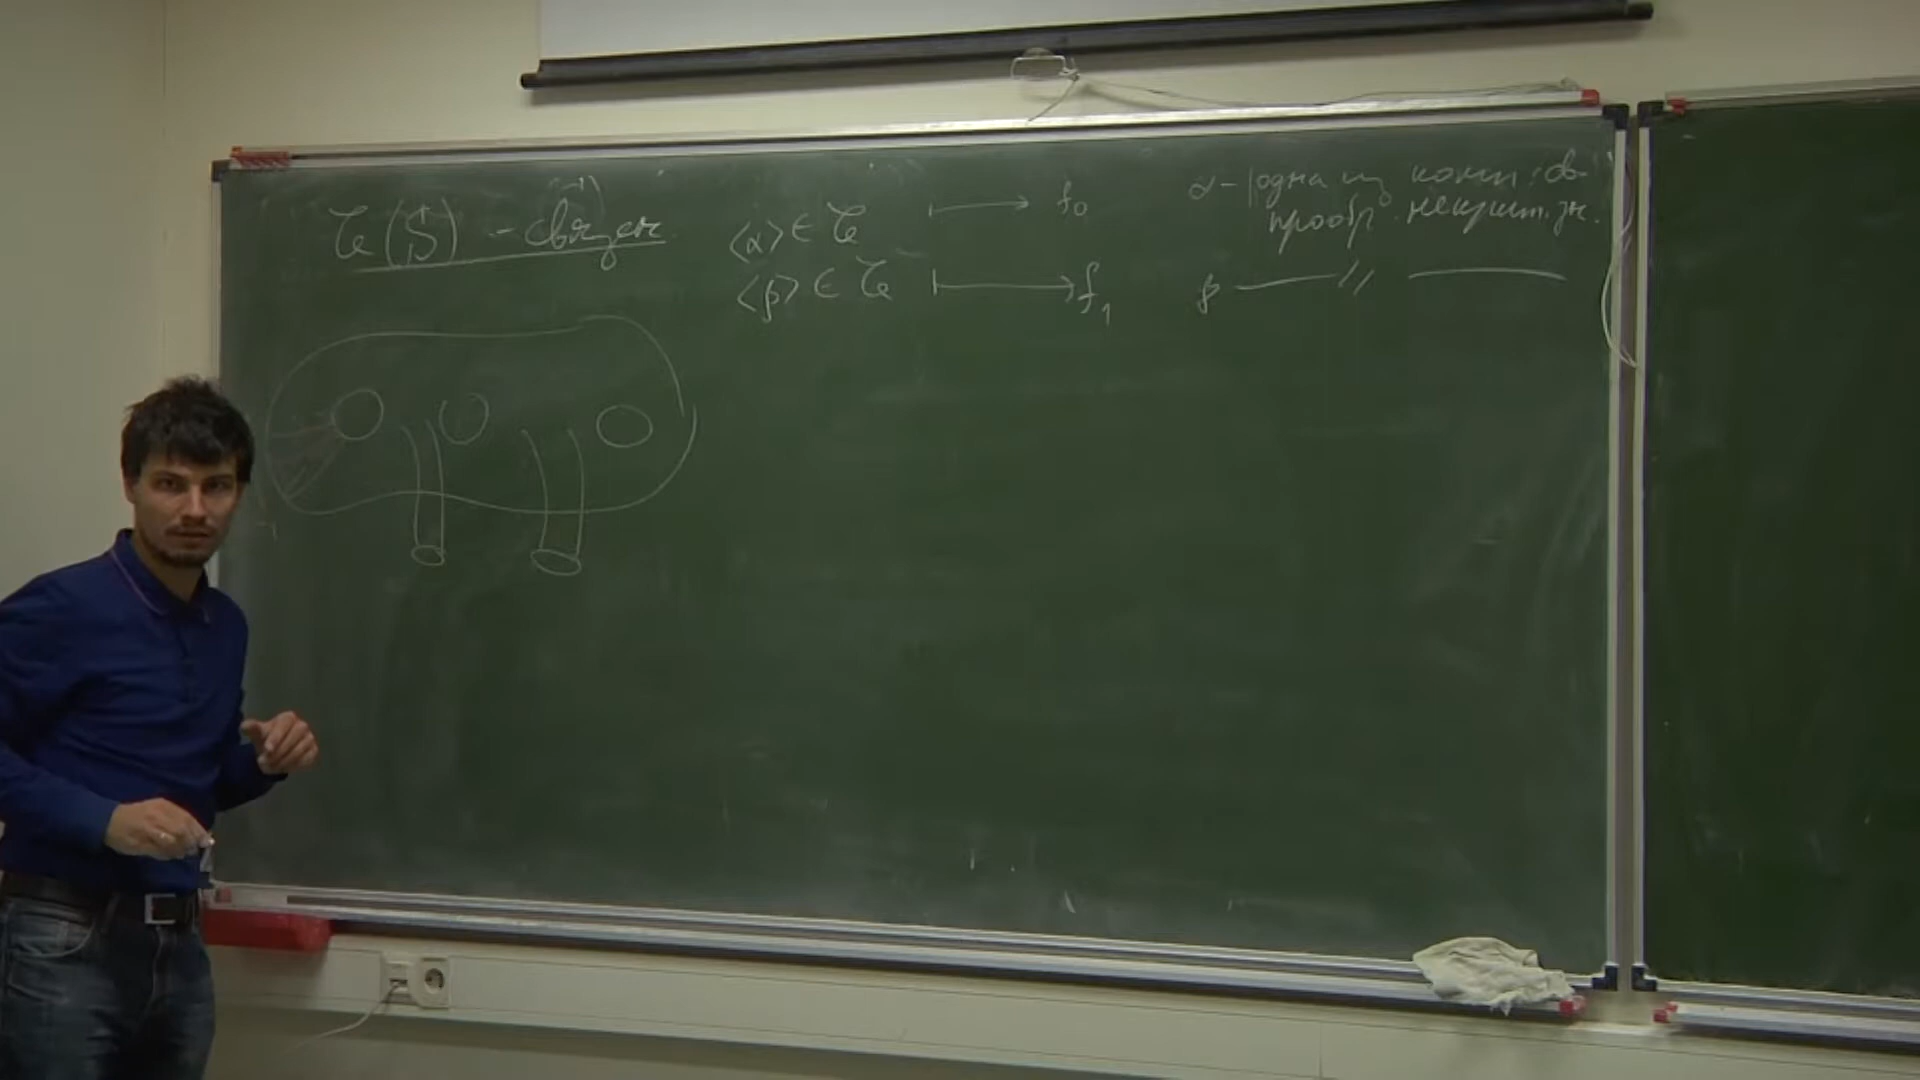 𝒞(S) - связен
⟨α⟩ ∈ 𝒞 ⟼ f₀
⟨β⟩ ∈ 𝒞 ⟼ f₁
α - одна из комп. св.
прообр. некрит. зн.
β —— // ——